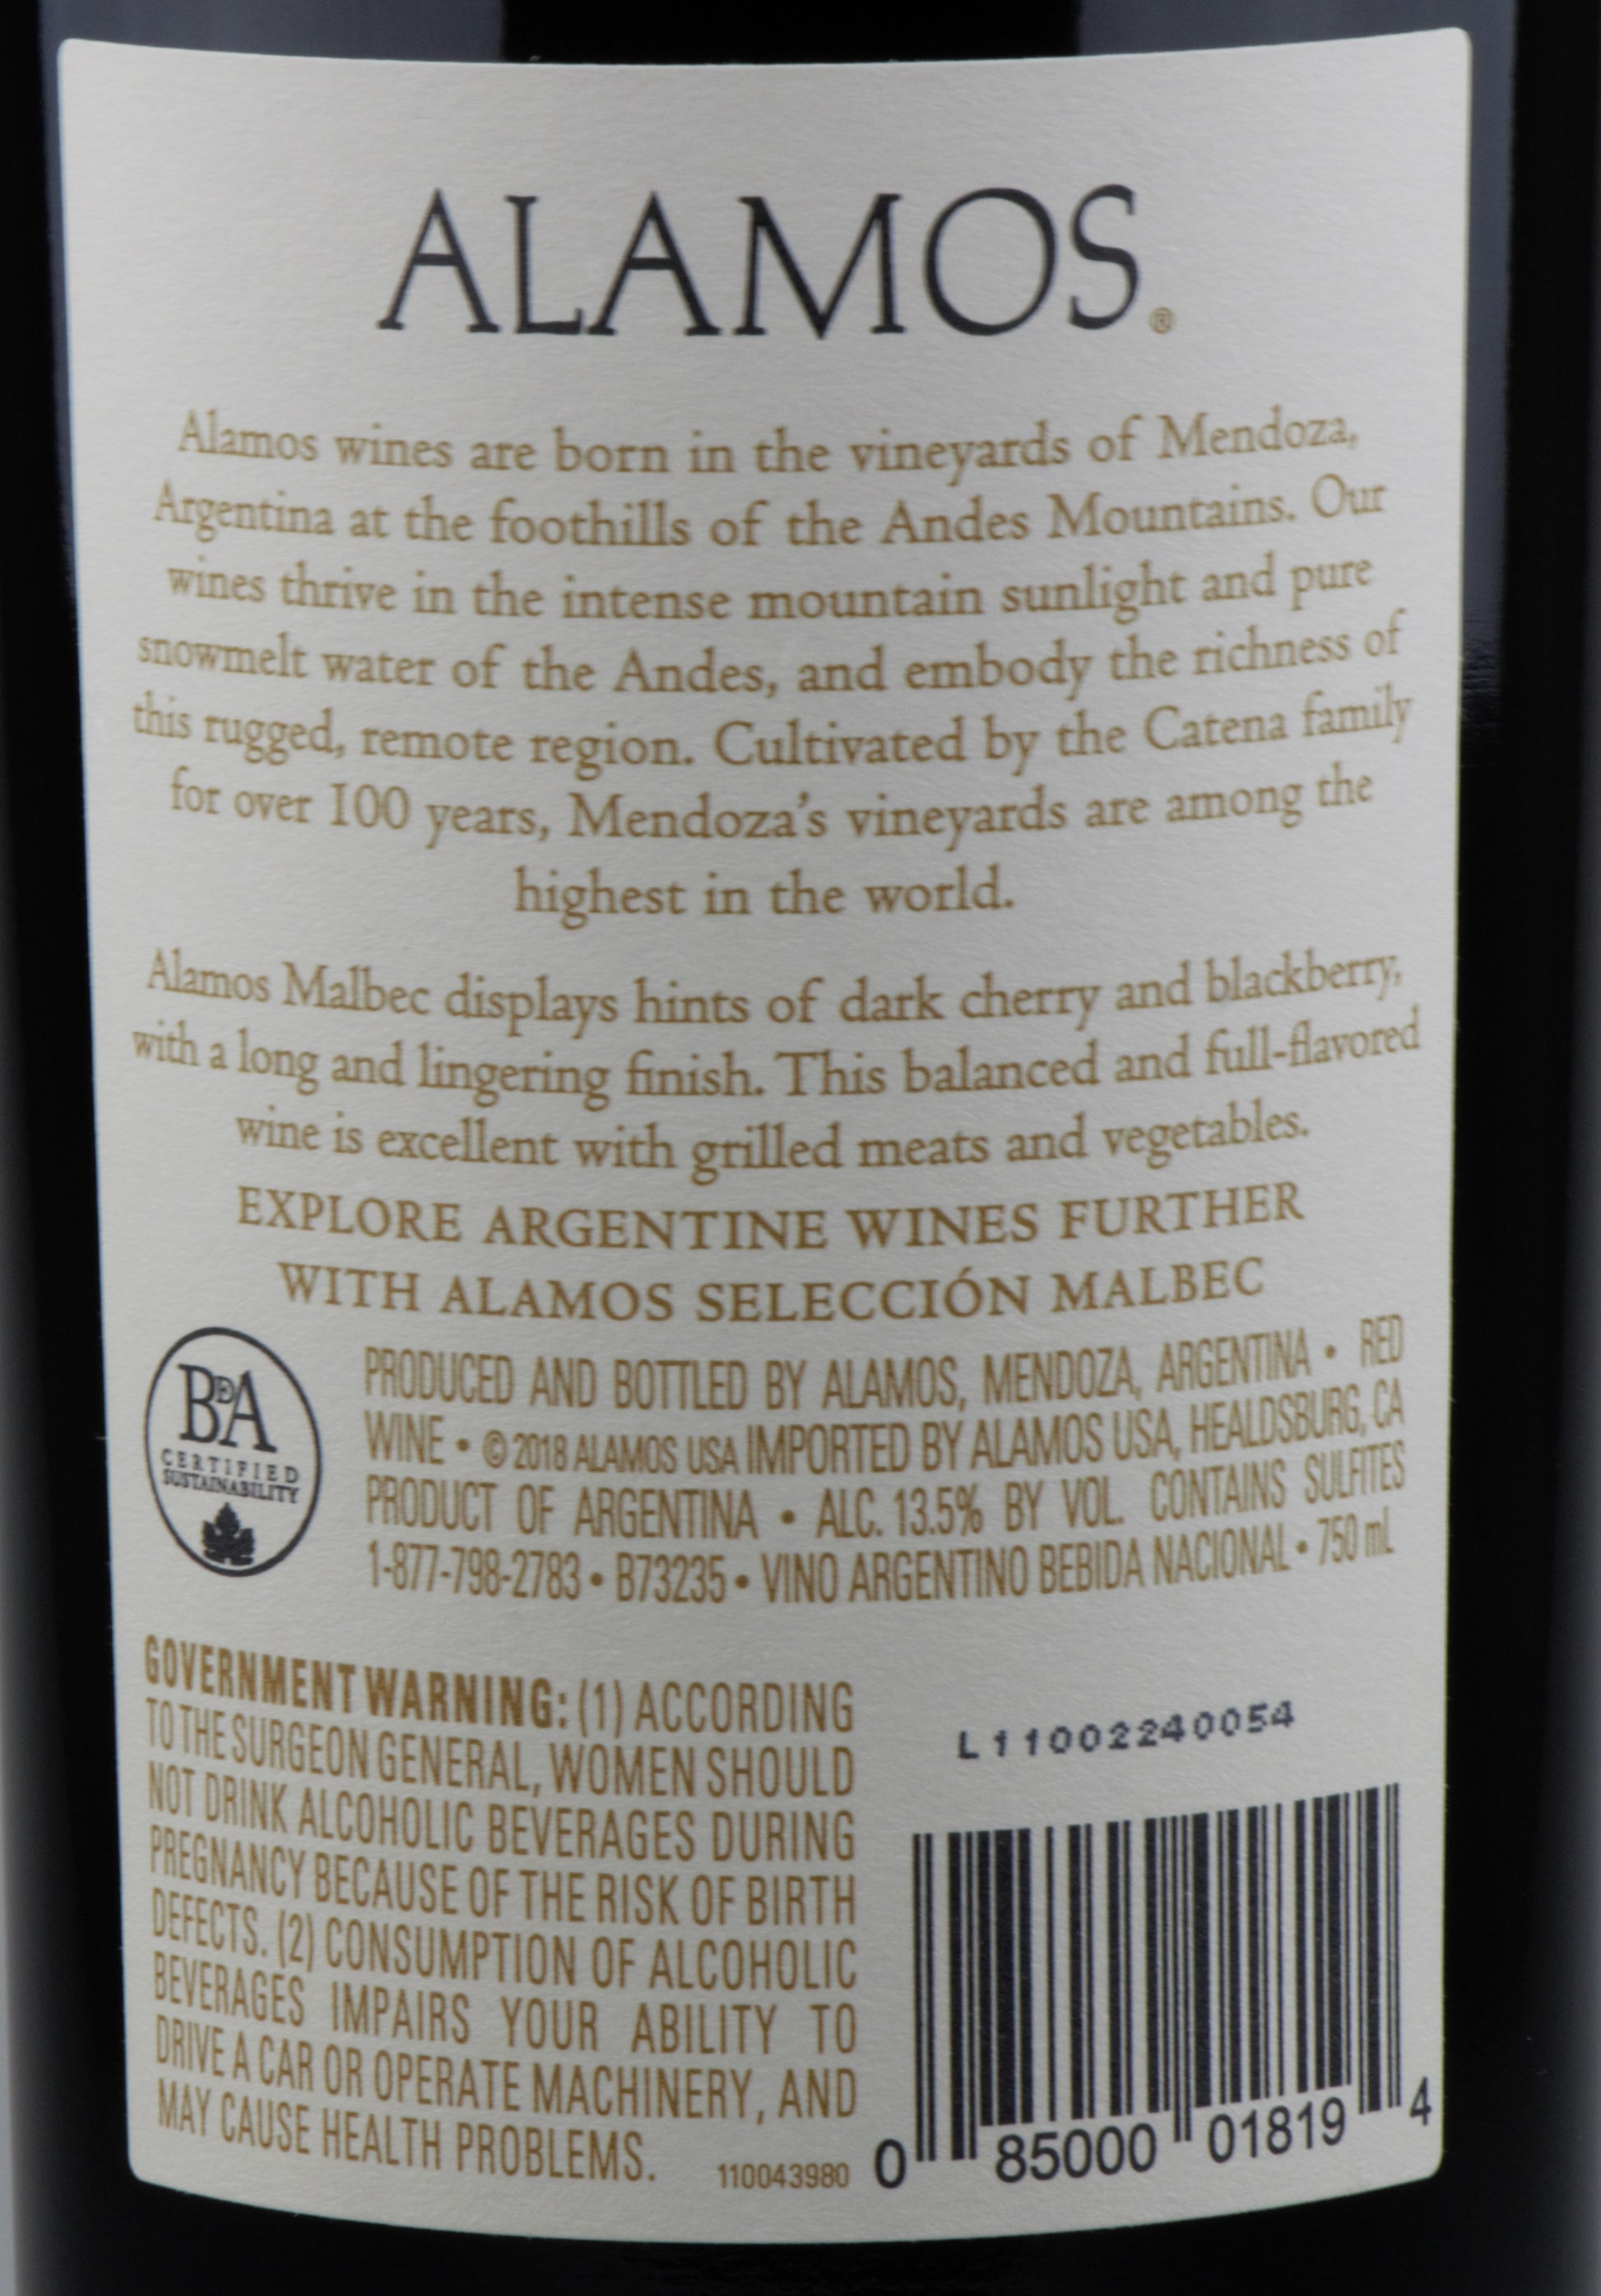 ALAMOS®
Alamos wines are born in the vineyards of Mendoza,
Argentina at the foothills of the Andes Mountains. Our
wines thrive in the intense mountain sunlight and pure
snowmelt water of the Andes, and embody the richness of
this rugged, remote region. Cultivated by the Catena family
for over 100 years, Mendoza's vineyards are among the
highest in the world.
Alamos Malbec displays hints of dark cherry and blackberry,
with a long and lingering finish. This balanced and full-flavored
wine is excellent with grilled meats and vegetables.
EXPLORE ARGENTINE WINES FURTHER
WITH ALAMOS SELECCIÓN MALBEC
BDEA
CERTIFIED
SUSTAINABILITY
PRODUCED AND BOTTLED BY ALAMOS, MENDOZA, ARGENTINA • RED
WINE • © 2018 ALAMOS USA IMPORTED BY ALAMOS USA, HEALDSBURG, CA
PRODUCT OF ARGENTINA • ALC. 13.5% BY VOL. CONTAINS SULFITES
1-877-798-2783 • B73235 • VINO ARGENTINO BEBIDA NACIONAL • 750 mL
GOVERNMENT WARNING: (1) ACCORDING
TO THE SURGEON GENERAL, WOMEN SHOULD
NOT DRINK ALCOHOLIC BEVERAGES DURING
PREGNANCY BECAUSE OF THE RISK OF BIRTH
DEFECTS. (2) CONSUMPTION OF ALCOHOLIC
BEVERAGES IMPAIRS YOUR ABILITY TO
DRIVE A CAR OR OPERATE MACHINERY, AND
MAY CAUSE HEALTH PROBLEMS.
110043980
L11002240054
0 85000 01819 4